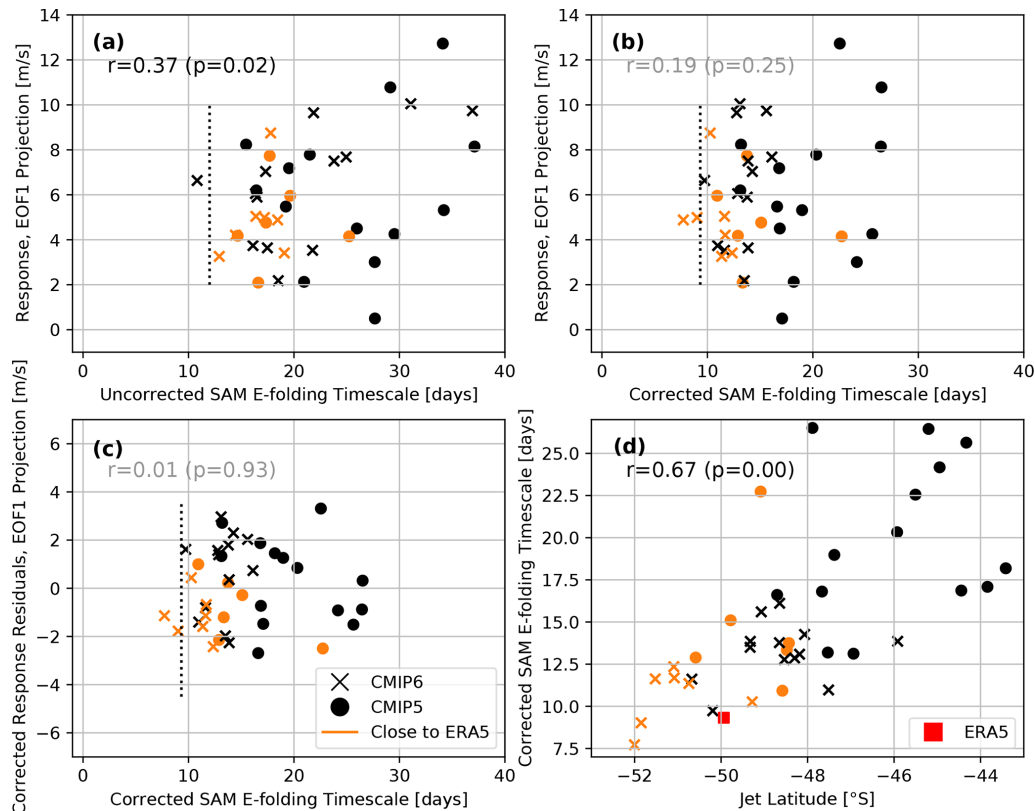 14
12
10
8
6
4
2
0
Response, EOF1 Projection [m/s]
(a)
r=0.37 (p=0.02)
0 10 20 30 40
Uncorrected SAM E-folding Timescale [days]
14
12
10
8
6
4
2
0
Response, EOF1 Projection [m/s]
(b)
r=0.19 (p=0.25)
0 10 20 30 40
Corrected SAM E-folding Timescale [days]
6
4
2
0
−2
−4
−6
Corrected Response Residuals, EOF1 Projection [m/s]
(c)
r=0.01 (p=0.93)
CMIP6
CMIP5
Close to ERA5
0 10 20 30 40
Corrected SAM E-folding Timescale [days]
25.0
22.5
20.0
17.5
15.0
12.5
10.0
7.5
Corrected SAM E-folding Timescale [days]
(d)
r=0.67 (p=0.00)
ERA5
−52 −50 −48 −46 −44
Jet Latitude [°S]